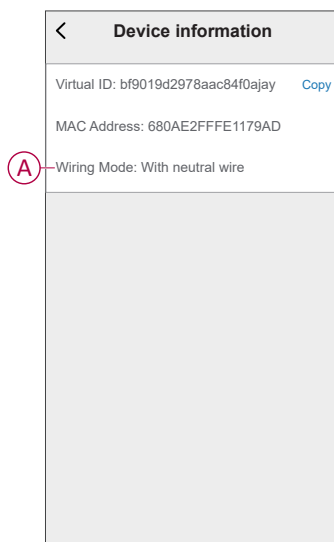 Device information
Virtual ID: bf9019d2978aac84f0ajay Copy
MAC Address: 680AE2FFFE1179AD
A Wiring Mode: With neutral wire